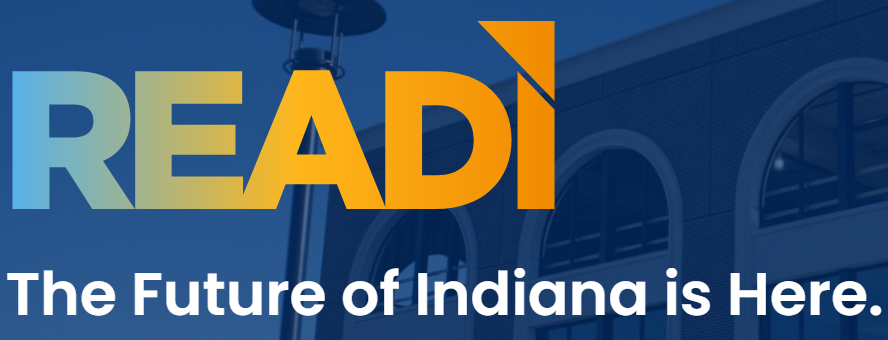 READI
The Future of Indiana is Here.